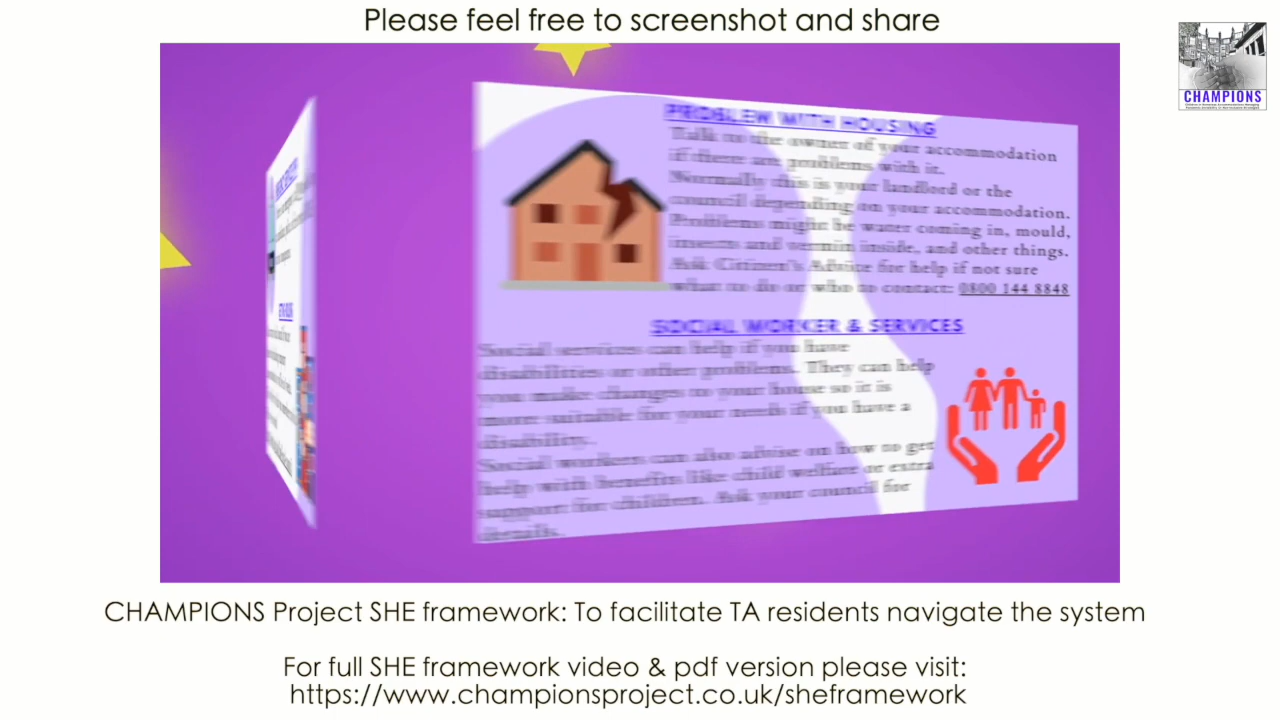 Please feel free to screenshot and share
CHAMPIONS
PROBLEM WITH HOUSING
Talk to the owner of your accommodation
if there are problems with it.
Normally this is your landlord or the
council depending on your accommodation.
Problems might be water coming in, mould,
insects and vermin inside, and other things.
Ask Citizen's Advice for help if not sure
what to do or who to contact: 0800 144 8848
SOCIAL WORKER & SERVICES
Social services can help if you have
disabilities or other problems. They can help
you make changes to your house so it is
more suitable for your needs if you have a
disability.
Social workers can also advise on how to get
help with benefits like child welfare or extra
support for children. Ask your council for
details.
CHAMPIONS Project SHE framework: To facilitate TA residents navigate the system
For full SHE framework video & pdf version please visit:
https://www.championsproject.co.uk/sheframework